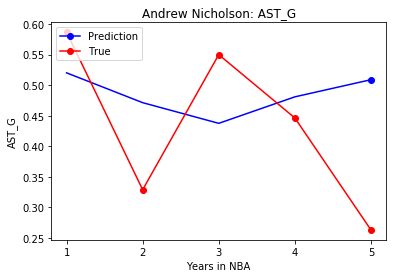 Andrew Nicholson: AST_G
Prediction
True
AST_G
0.60
0.55
0.50
0.45
0.40
0.35
0.30
0.25
1 2 3 4 5
Years in NBA